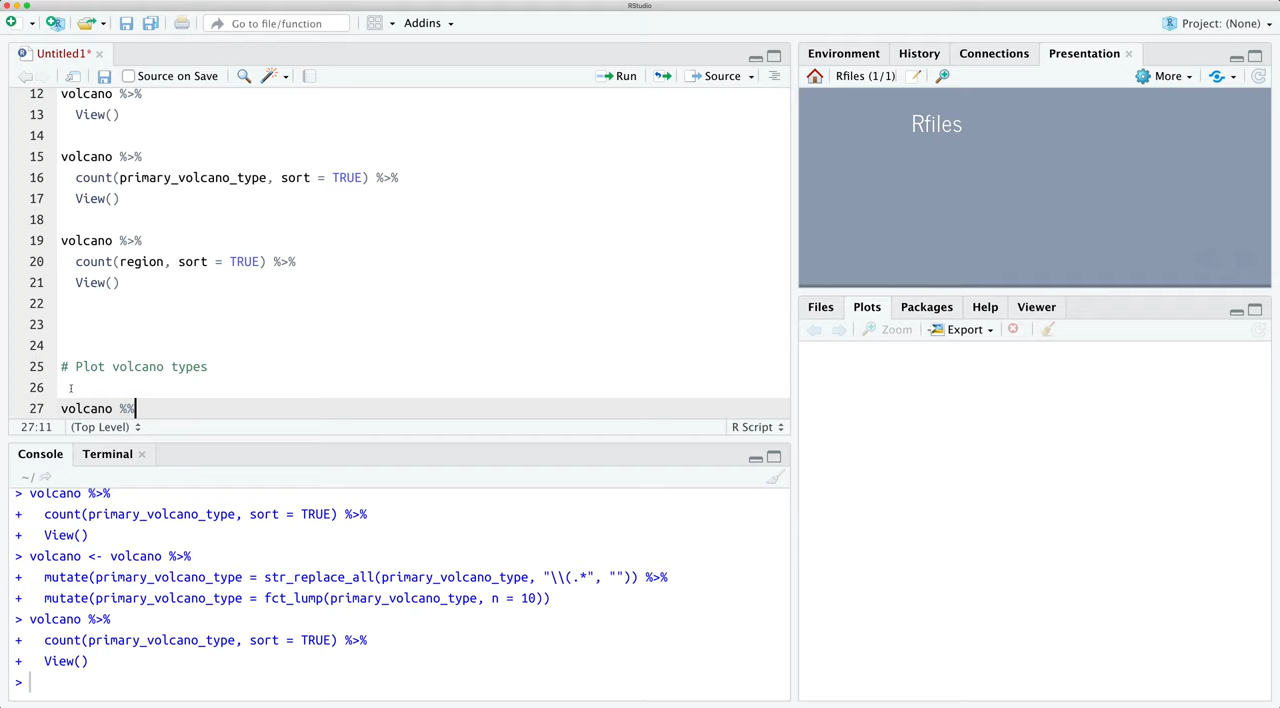 RStudio
Go to file/function
Addins
Project: (None)
Untitled1*
Source on Save
Run
Source
12 volcano %>%
13 View()
14
15 volcano %>%
16 count(primary_volcano_type, sort = TRUE) %>%
17 View()
18
19 volcano %>%
20 count(region, sort = TRUE) %>%
21 View()
22
23
24
25 # Plot volcano types
26
27 volcano %%
27:11 (Top Level) R Script
Console Terminal
~/
> volcano %>%
+ count(primary_volcano_type, sort = TRUE) %>%
+ View()
> volcano <- volcano %>%
+ mutate(primary_volcano_type = str_replace_all(primary_volcano_type, "\\(.*", "")) %>%
+ mutate(primary_volcano_type = fct_lump(primary_volcano_type, n = 10))
> volcano %>%
+ count(primary_volcano_type, sort = TRUE) %>%
+ View()
>
Environment History Connections Presentation
Rfiles (1/1) More
Rfiles
Files Plots Packages Help Viewer
Zoom Export